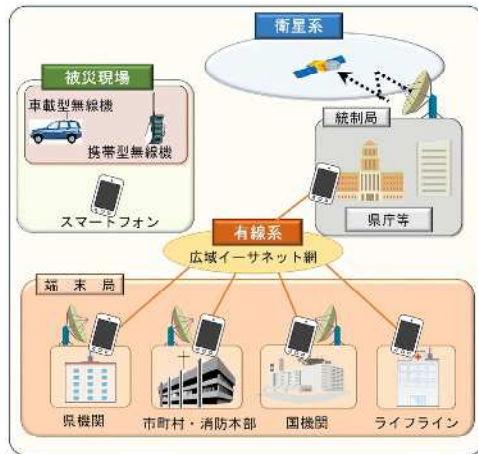 衛星系
被災現場
車載型無線機
携帯型無線機
スマートフォン
統制局
県庁等
有線系
広域イーサネット網
端末局
県機関
市町村・消防本部
国機関
ライフライン